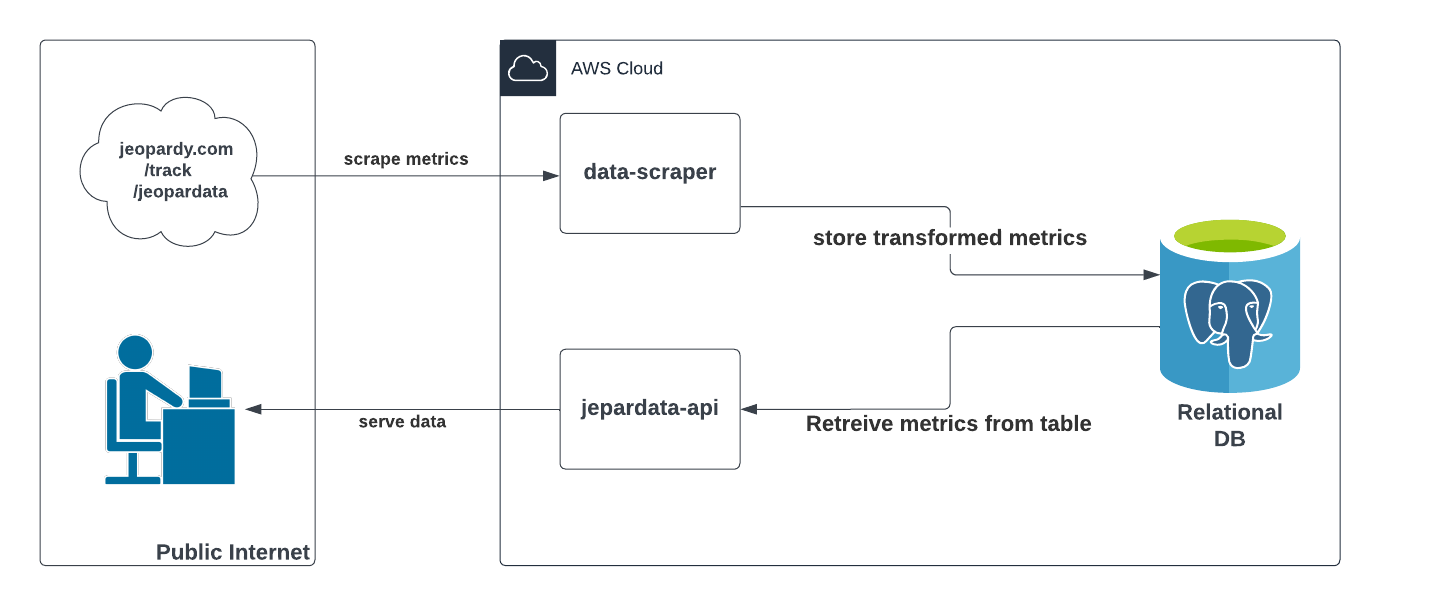 AWS Cloud
jeopardy.com
/track
/jeopardata
scrape metrics
data-scraper
store transformed metrics
serve data
jepardata-api
Retreive metrics from table
Relational
DB
Public Internet